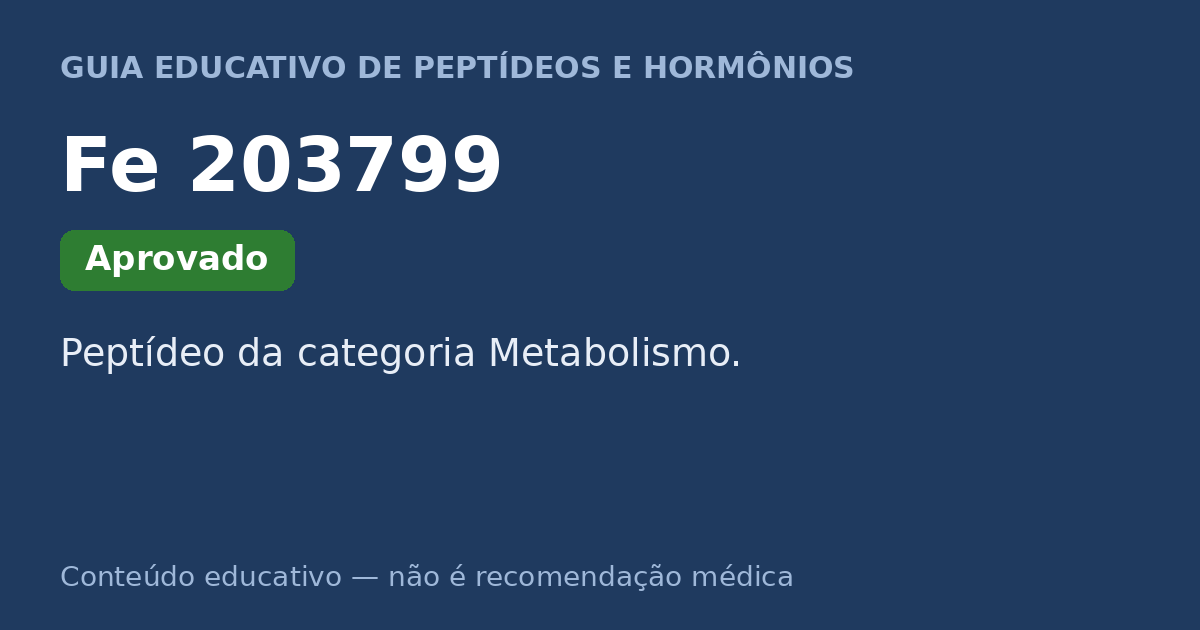 GUIA EDUCATIVO DE PEPTÍDEOS E HORMÔNIOS
Fe 203799
Aprovado
Peptídeo da categoria Metabolismo.
Conteúdo educativo — não é recomendação médica